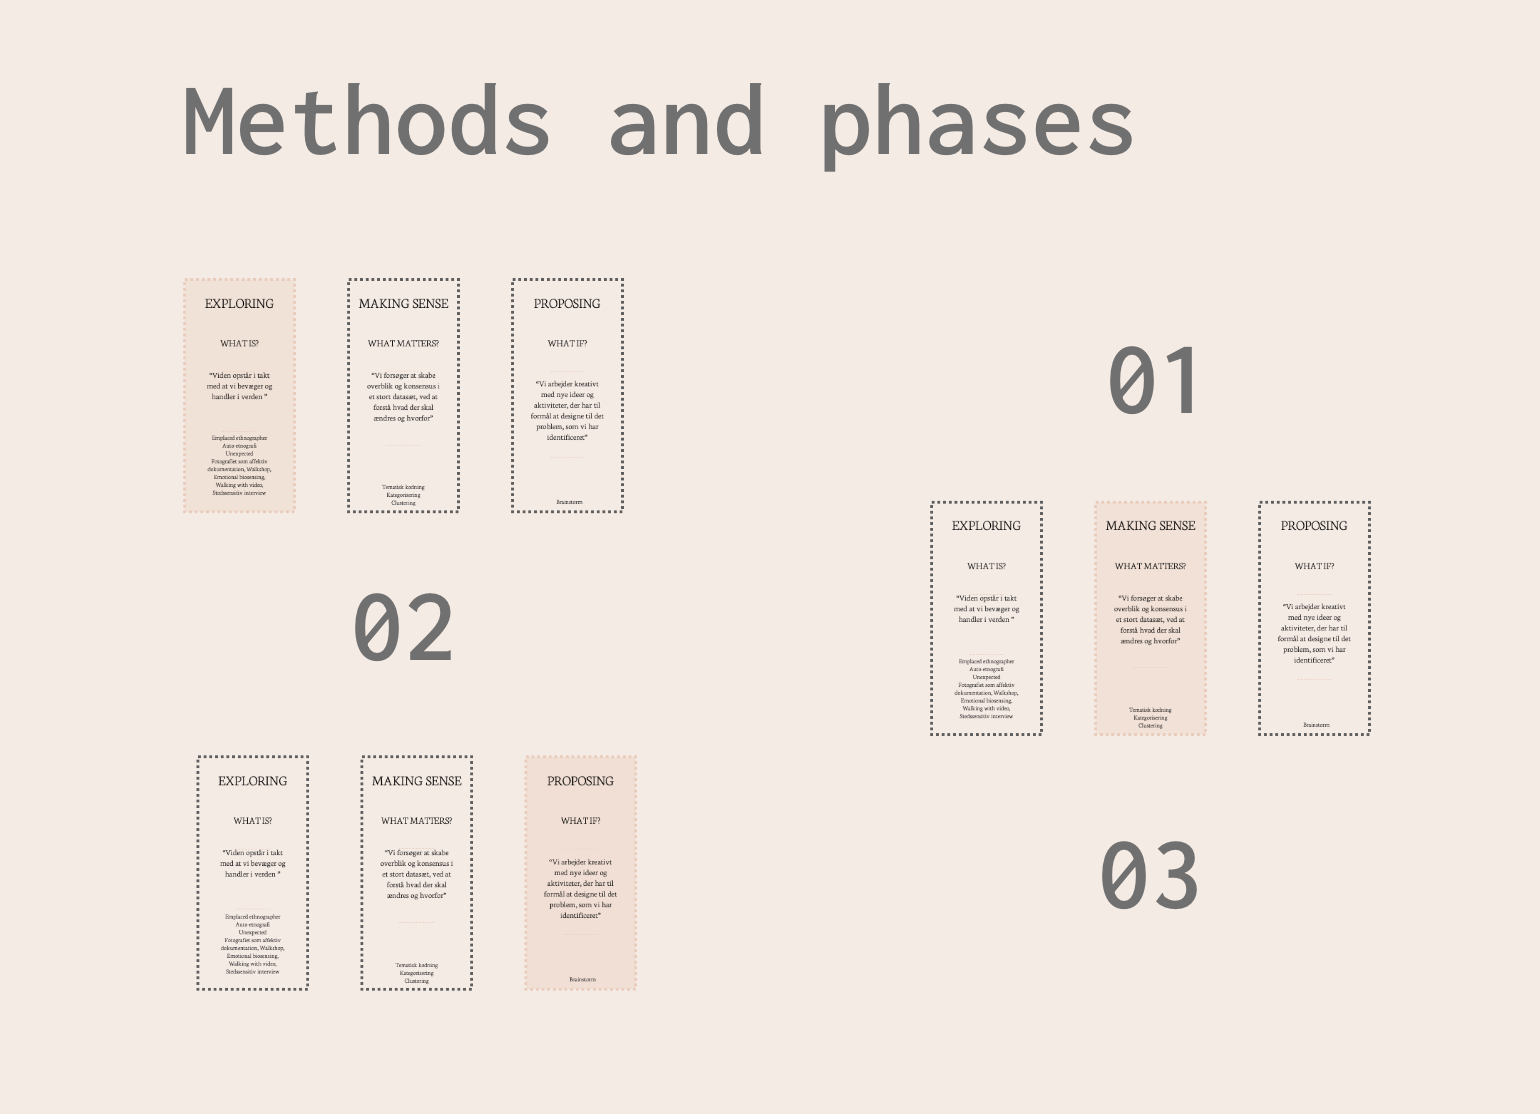 Methods and phases
EXPLORING
WHAT IS?
"Viden opstår i takt
med at vi bevæger og
handler i verden "
Emplaced ethnographer
Auto-etnografi
Unexpected
Fotografiet som affektiv
dokumentation, Walkshop,
Emotional biosensing,
Walking with video,
Stedssensitiv interview
MAKING SENSE
WHAT MATTERS?
"Vi forsøger at skabe
overblik og konsensus i
et stort datasæt, ved at
forstå hvad der skal
ændres og hvorfor"
Tematisk kodning
Kategorisering
Clustering
PROPOSING
WHAT IF?
"Vi arbejder kreativt
med nye ideer og
aktiviteter, der har til
formål at designe til det
problem, som vi har
identificeret"
Brainstorm
01
02
EXPLORING
WHAT IS?
"Viden opstår i takt
med at vi bevæger og
handler i verden "
Emplaced ethnographer
Auto-etnografi
Unexpected
Fotografiet som affektiv
dokumentation, Walkshop,
Emotional biosensing,
Walking with video,
Stedssensitiv interview
MAKING SENSE
WHAT MATTERS?
"Vi forsøger at skabe
overblik og konsensus i
et stort datasæt, ved at
forstå hvad der skal
ændres og hvorfor"
Tematisk kodning
Kategorisering
Clustering
PROPOSING
WHAT IF?
"Vi arbejder kreativt
med nye ideer og
aktiviteter, der har til
formål at designe til det
problem, som vi har
identificeret"
Brainstorm
EXPLORING
WHAT IS?
"Viden opstår i takt
med at vi bevæger og
handler i verden "
Emplaced ethnographer
Auto-etnografi
Unexpected
Fotografiet som affektiv
dokumentation, Walkshop,
Emotional biosensing,
Walking with video,
Stedssensitiv interview
MAKING SENSE
WHAT MATTERS?
"Vi forsøger at skabe
overblik og konsensus i
et stort datasæt, ved at
forstå hvad der skal
ændres og hvorfor"
Tematisk kodning
Kategorisering
Clustering
PROPOSING
WHAT IF?
"Vi arbejder kreativt
med nye ideer og
aktiviteter, der har til
formål at designe til det
problem, som vi har
identificeret"
Brainstorm
03